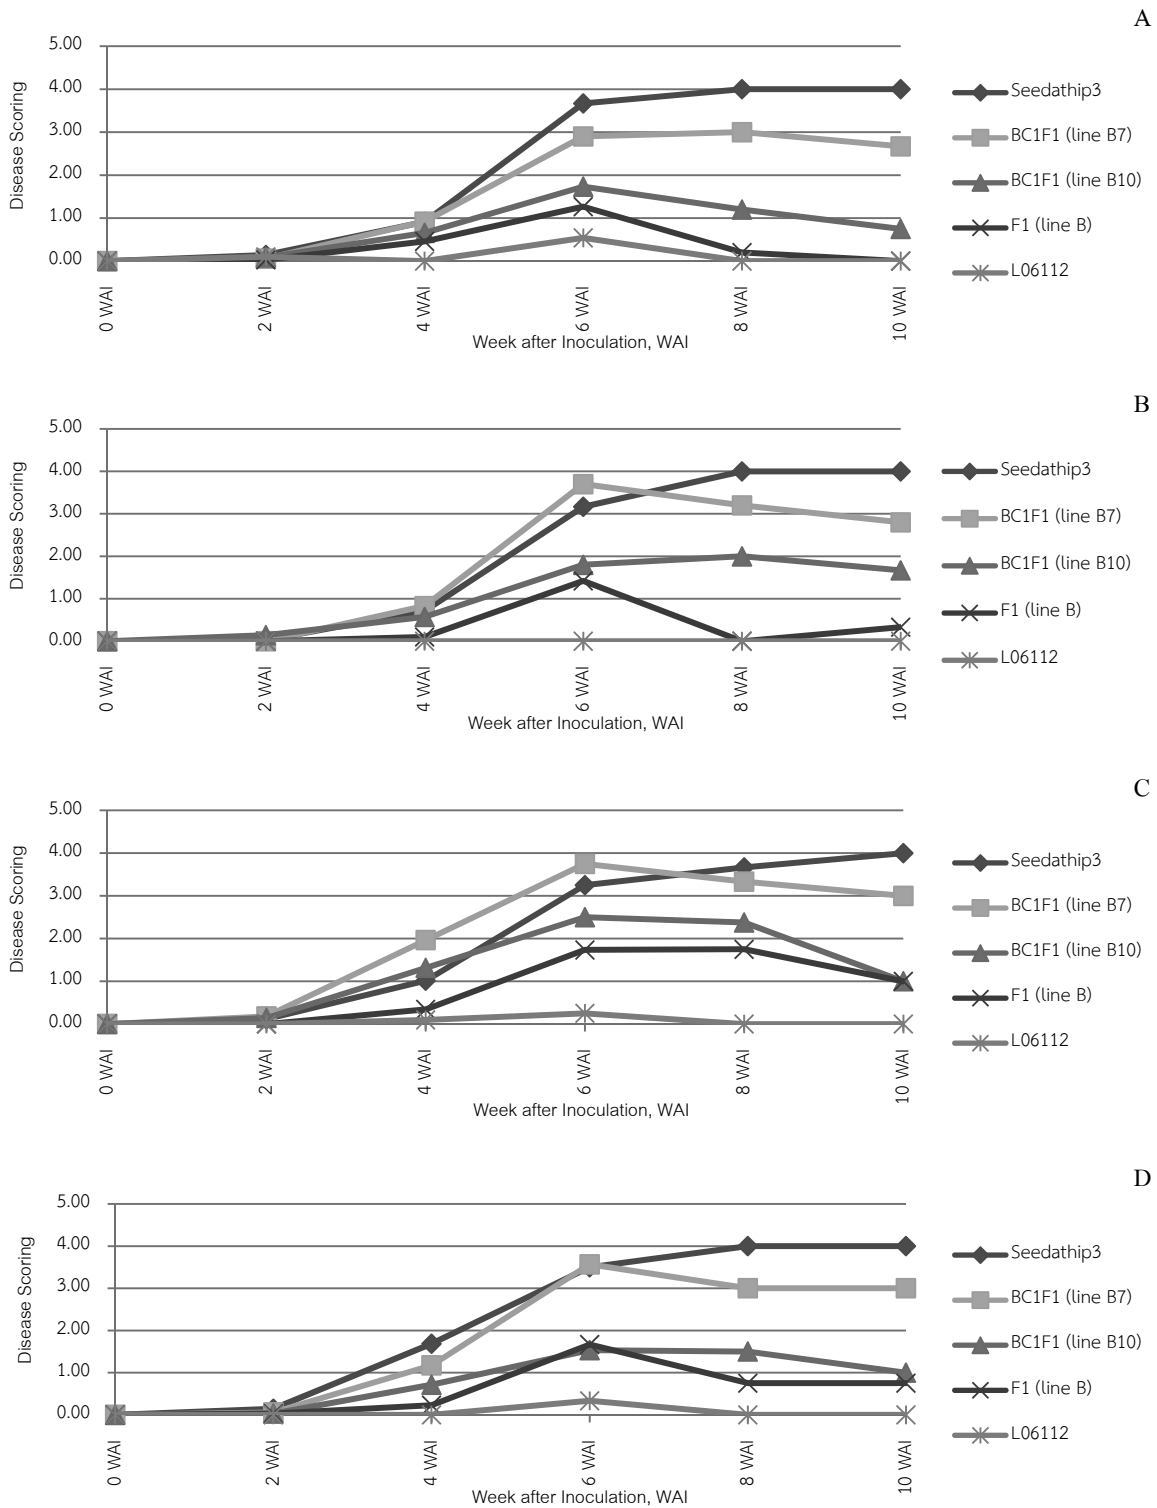 A
5.00
4.00
3.00
2.00
1.00
0.00
Disease Scoring
0 WAI
2 WAI
4 WAI
6 WAI
8 WAI
10 WAI
Week after Inoculation, WAI
Seedathip3
BC1F1 (line B7)
BC1F1 (line B10)
F1 (line B)
L06112
B
5.00
4.00
3.00
2.00
1.00
0.00
Disease Scoring
0 WAI
2 WAI
4 WAI
6 WAI
8 WAI
10 WAI
Week after Inoculation, WAI
Seedathip3
BC1F1 (line B7)
BC1F1 (line B10)
F1 (line B)
L06112
C
5.00
4.00
3.00
2.00
1.00
0.00
Disease Scoring
0 WAI
2 WAI
4 WAI
6 WAI
8 WAI
10 WAI
Week after Inoculation, WAI
Seedathip3
BC1F1 (line B7)
BC1F1 (line B10)
F1 (line B)
L06112
D
5.00
4.00
3.00
2.00
1.00
0.00
Disease Scoring
0 WAI
2 WAI
4 WAI
6 WAI
8 WAI
10 WAI
Week after Inoculation, WAI
Seedathip3
BC1F1 (line B7)
BC1F1 (line B10)
F1 (line B)
L06112